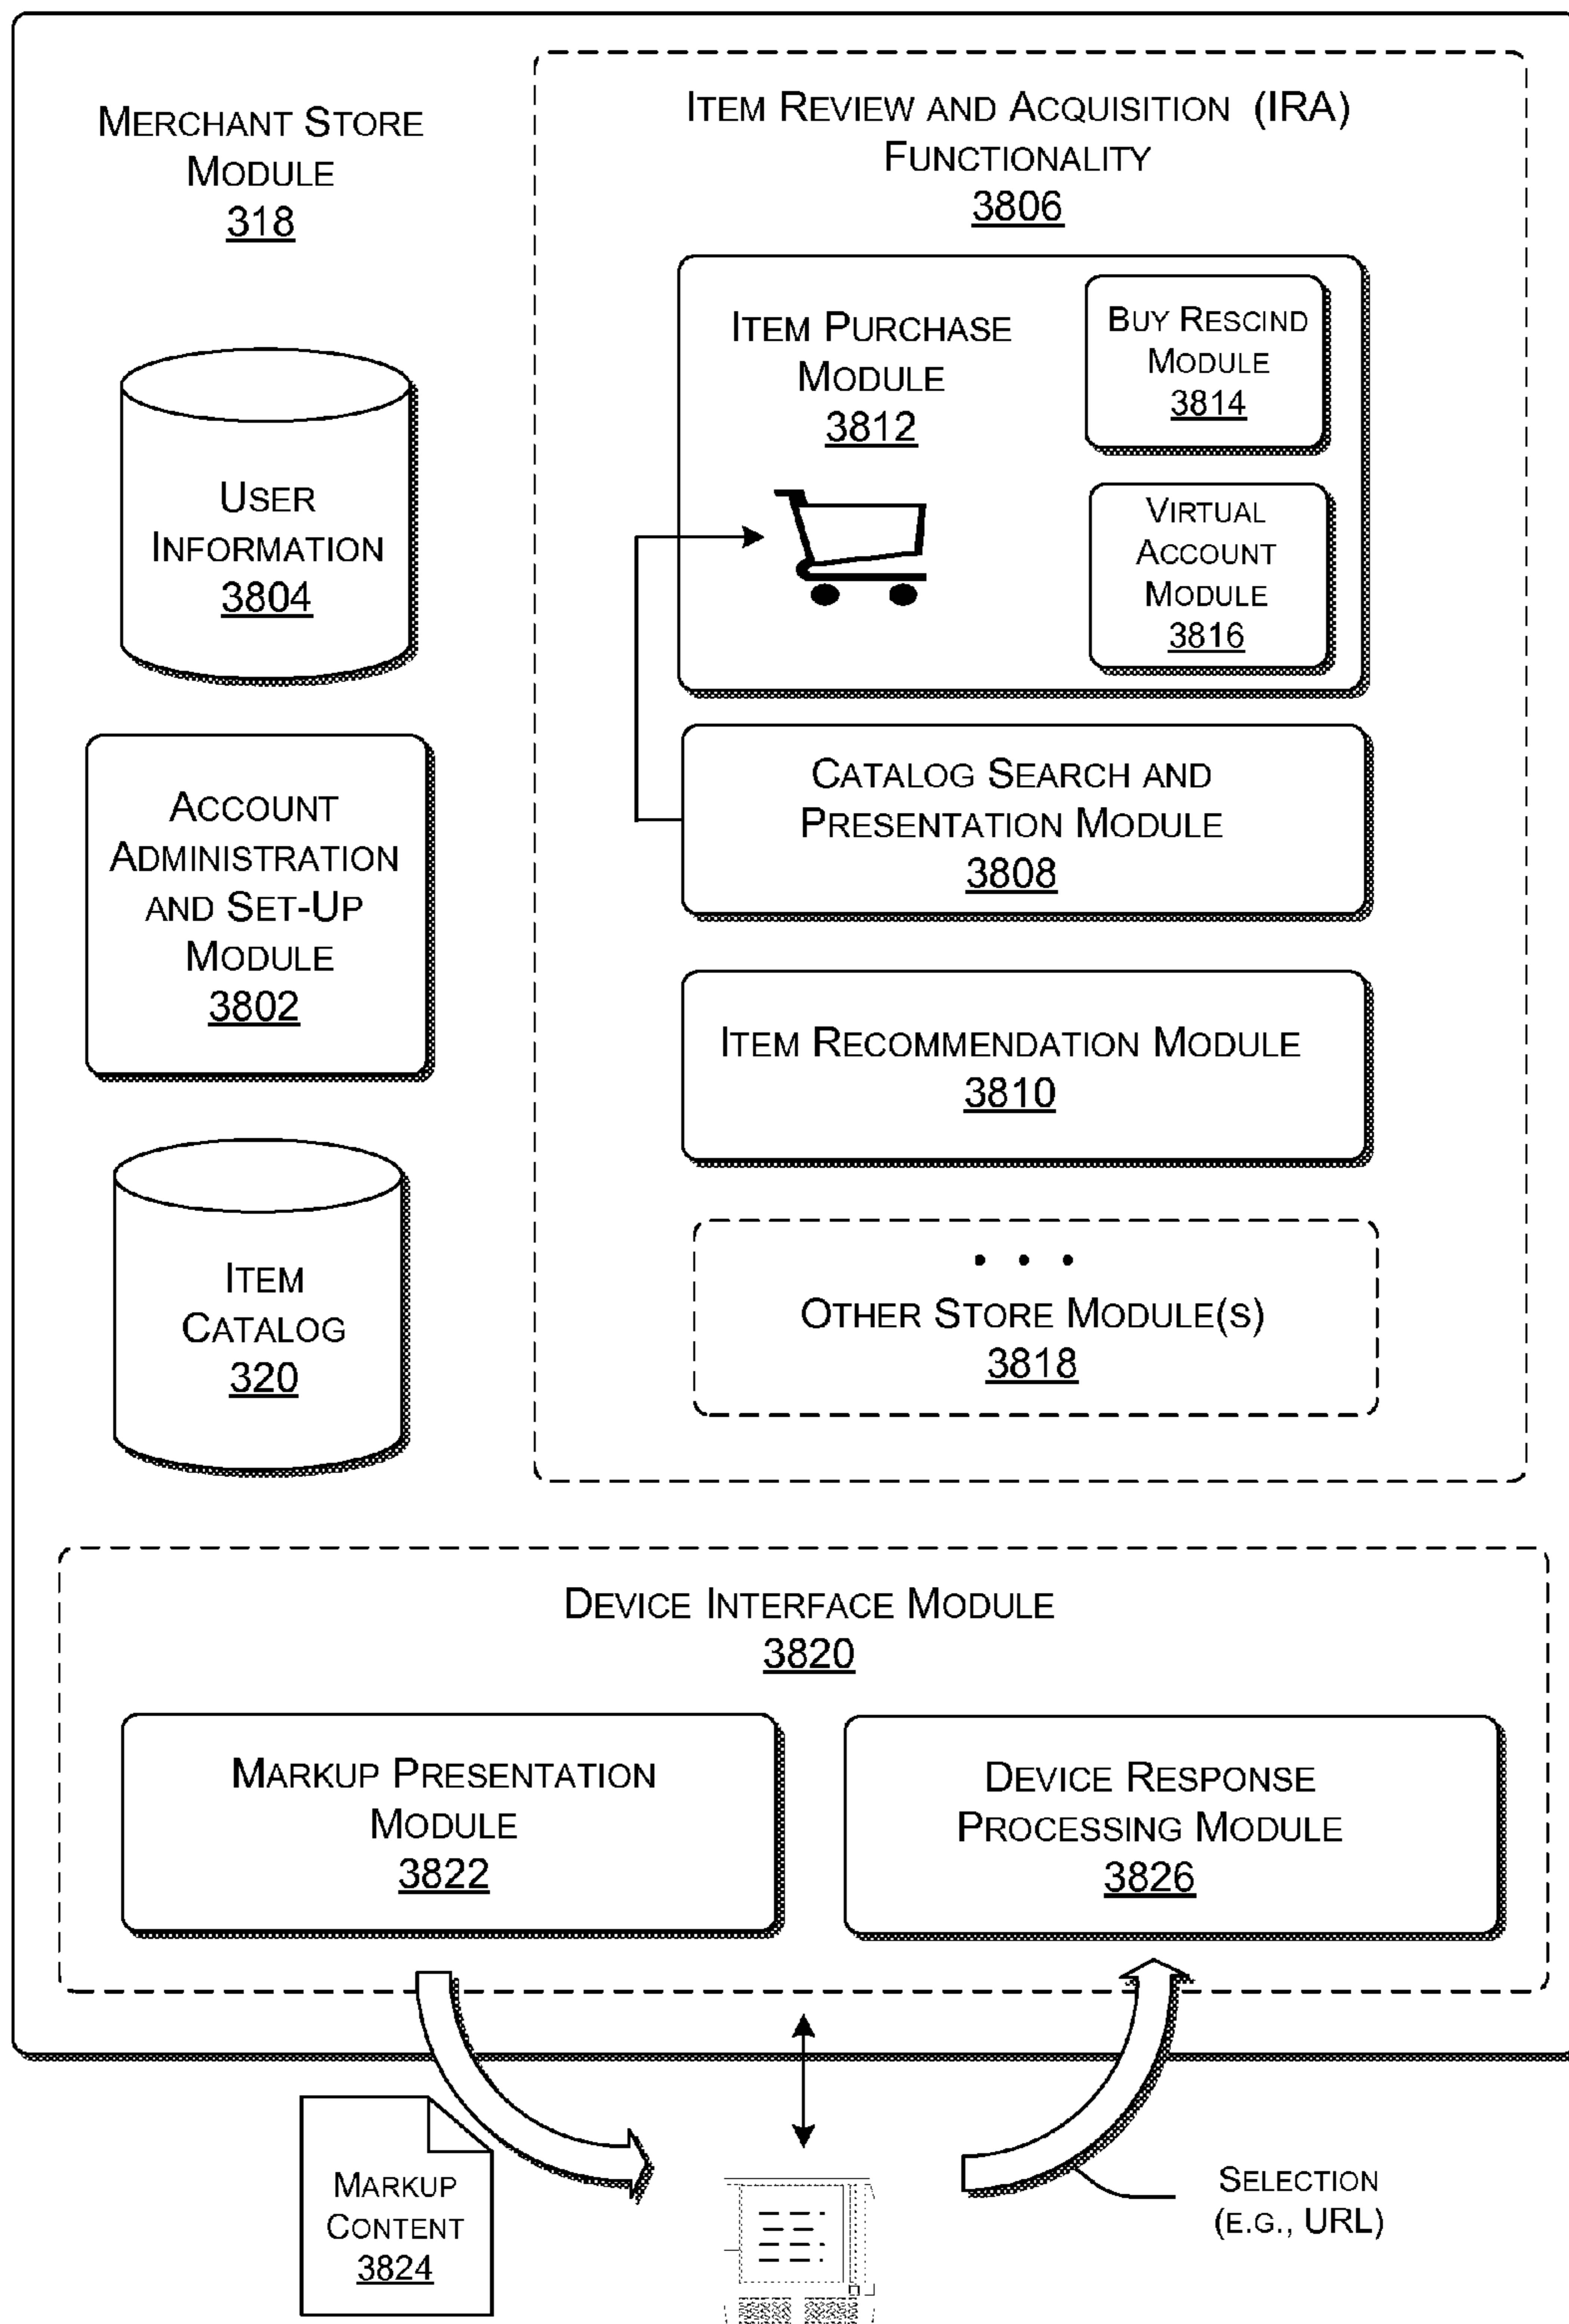 MERCHANT STORE
MODULE
318
USER
INFORMATION
3804
ACCOUNT
ADMINISTRATION
AND SET-UP
MODULE
3802
ITEM
CATALOG
320
ITEM REVIEW AND ACQUISITION (IRA)
FUNCTIONALITY
3806
ITEM PURCHASE
MODULE
3812
BUY RESCIND
MODULE
3814
VIRTUAL
ACCOUNT
MODULE
3816
CATALOG SEARCH AND
PRESENTATION MODULE
3808
ITEM RECOMMENDATION MODULE
3810
• • •
OTHER STORE MODULE(S)
3818
DEVICE INTERFACE MODULE
3820
MARKUP PRESENTATION
MODULE
3822
DEVICE RESPONSE
PROCESSING MODULE
3826
MARKUP
CONTENT
3824
SELECTION
(E.G., URL)